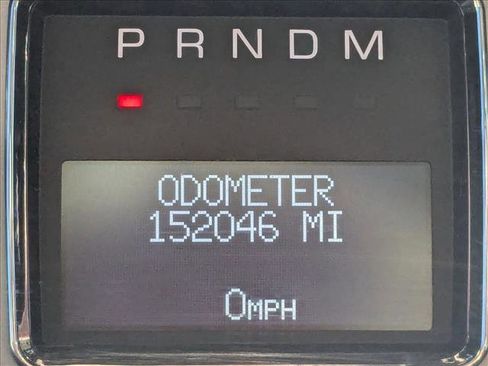 P R N D M
ODOMETER
152046 MI
0MPH